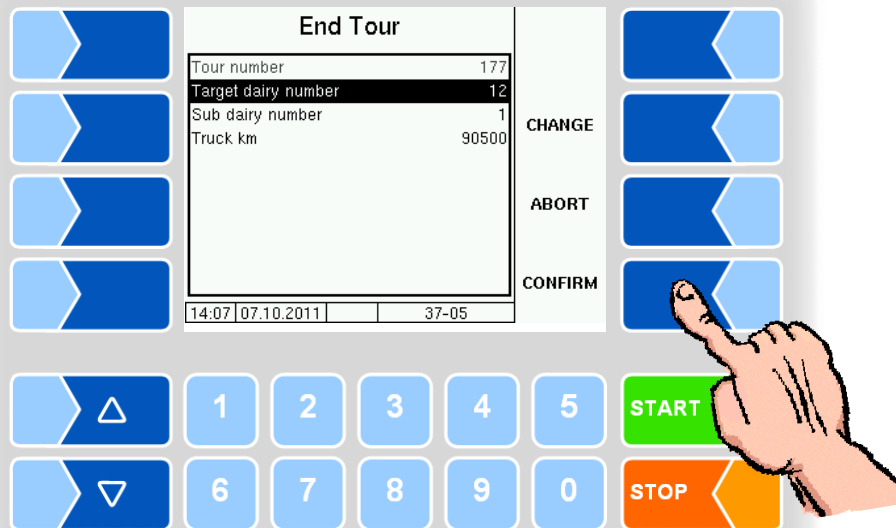 End Tour
Tour number 177
Target dairy number 12
Sub dairy number 1
Truck km 90500
CHANGE
ABORT
CONFIRM
14:07 07.10.2011 37-05
1 2 3 4 5 START
6 7 8 9 0 STOP